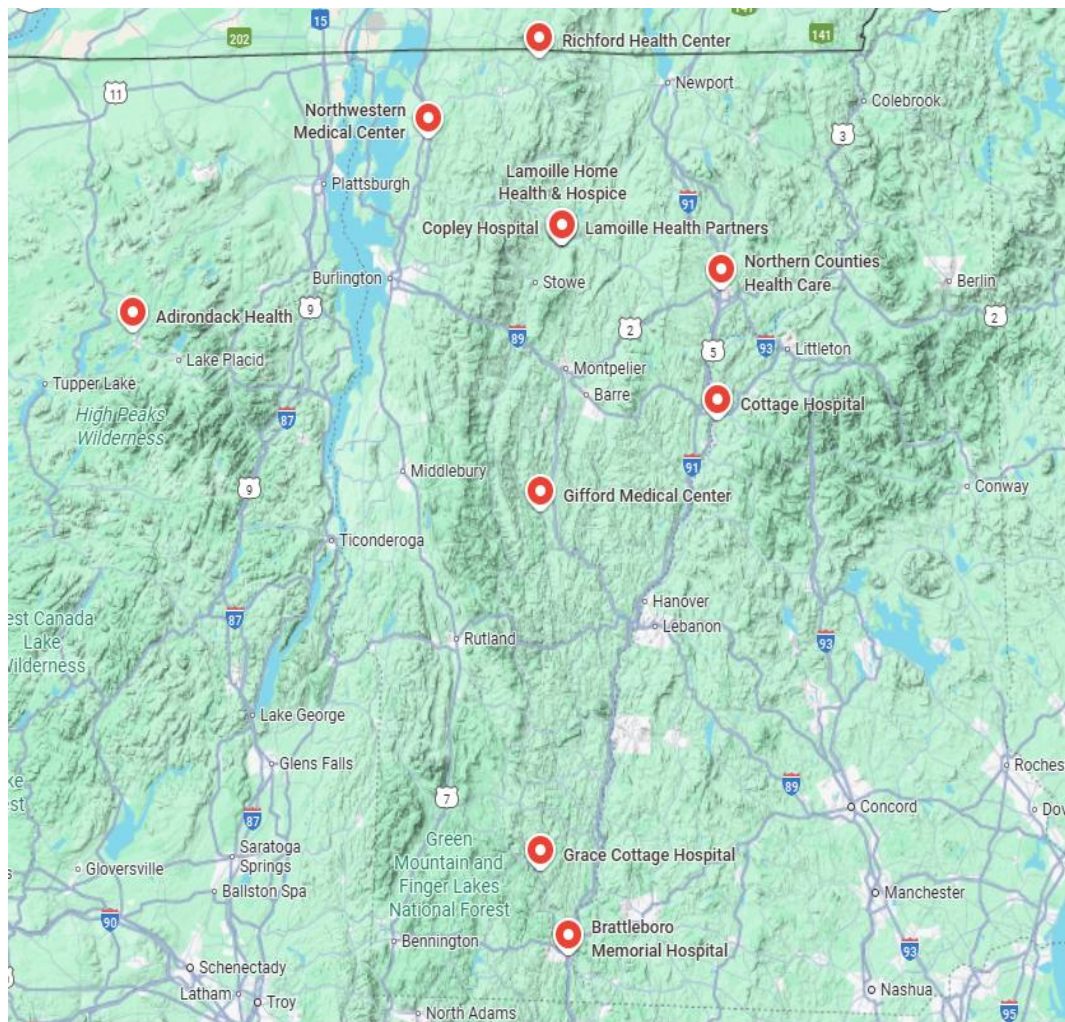 15
202
141
141
Richford Health Center
11
Newport
Colebrook
Northwestern
Medical Center
3
Plattsburgh
Lamoille Home
Health & Hospice
91
Copley Hospital
Lamoille Health Partners
Northern Counties
Health Care
Burlington
Stowe
Berlin
9
Adirondack Health
2
2
89
5
93
Littleton
Lake Placid
Montpelier
Tupper Lake
Barre
High Peaks
Wilderness
87
Cottage Hospital
Middlebury
91
9
Gifford Medical Center
Conway
Ticonderoga
Hanover
est Canada
Lake
Wilderness
87
Lebanon
Rutland
93
Lake George
Glens Falls
Roches
89
7
Concord
Dov
87
Green
Mountain and
Finger Lakes
National Forest
Saratoga
Springs
Grace Cottage Hospital
Gloversville
Ballston Spa
Manchester
90
Bennington
Brattleboro
Memorial Hospital
93
Schenectady
Latham
Troy
Nashua
North Adams
95